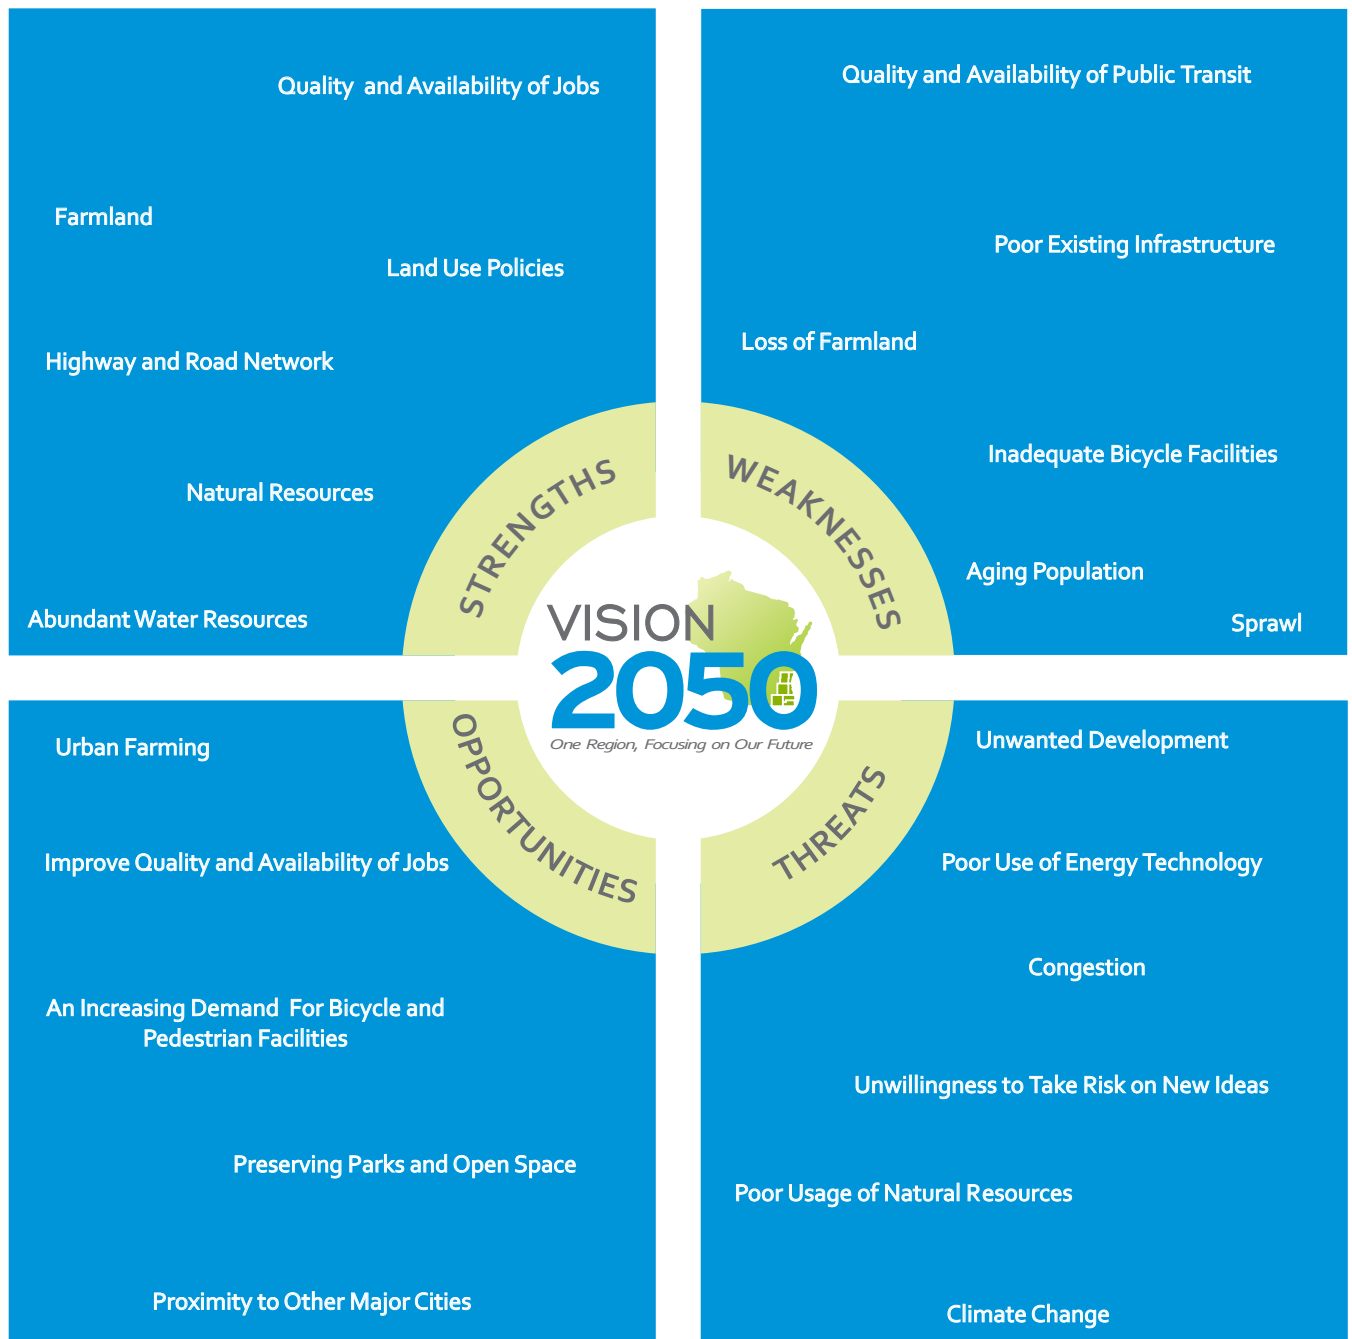 Quality and Availability of Jobs
Farmland
Land Use Policies
Highway and Road Network
Natural Resources
Abundant Water Resources
STRENGTHS
Quality and Availability of Public Transit
Poor Existing Infrastructure
Loss of Farmland
Inadequate Bicycle Facilities
Aging Population
Sprawl
WEAKNESSES
VISION
2050
One Region, Focusing on Our Future
Urban Farming
Improve Quality and Availability of Jobs
An Increasing Demand For Bicycle and
Pedestrian Facilities
Preserving Parks and Open Space
Proximity to Other Major Cities
OPPORTUNITIES
Unwanted Development
Poor Use of Energy Technology
Congestion
Unwillingness to Take Risk on New Ideas
Poor Usage of Natural Resources
Climate Change
THREATS